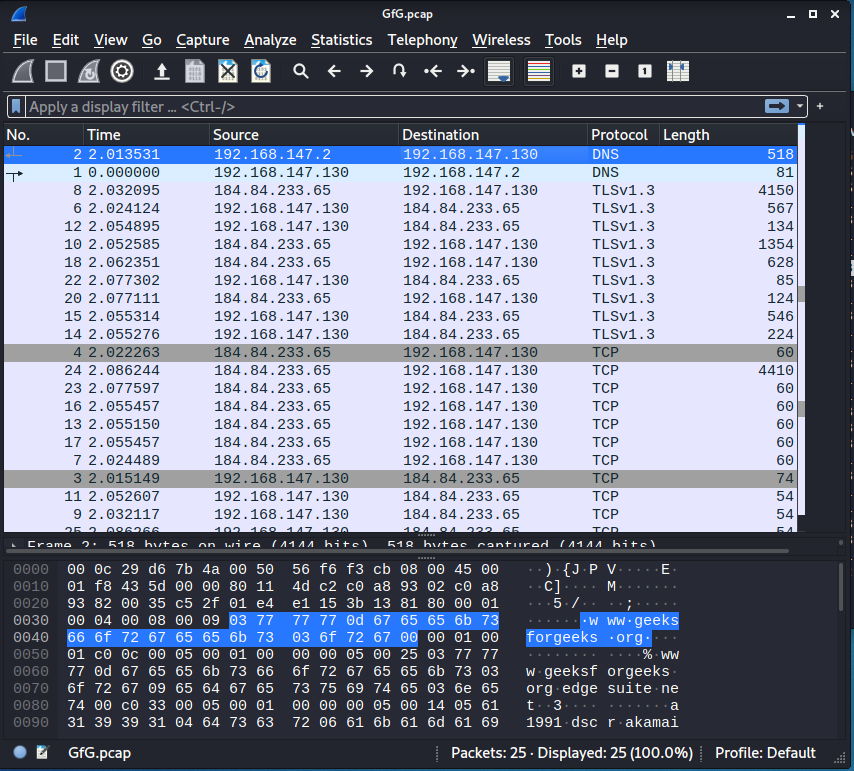 GfG.pcap
File Edit View Go Capture Analyze Statistics Telephony Wireless Tools Help
Apply a display filter ... <Ctrl-/>
No. Time Source Destination Protocol Length
2 2.013531 192.168.147.2 192.168.147.130 DNS 518
1 0.000000 192.168.147.130 192.168.147.2 DNS 81
8 2.032095 184.84.233.65 192.168.147.130 TLSv1.3 4150
6 2.024124 192.168.147.130 184.84.233.65 TLSv1.3 567
12 2.054895 192.168.147.130 184.84.233.65 TLSv1.3 134
10 2.052585 184.84.233.65 192.168.147.130 TLSv1.3 1354
18 2.062351 184.84.233.65 192.168.147.130 TLSv1.3 628
22 2.077302 192.168.147.130 184.84.233.65 TLSv1.3 85
20 2.077111 184.84.233.65 192.168.147.130 TLSv1.3 124
15 2.055314 192.168.147.130 184.84.233.65 TLSv1.3 546
14 2.055276 192.168.147.130 184.84.233.65 TLSv1.3 224
4 2.022263 184.84.233.65 192.168.147.130 TCP 60
24 2.086244 184.84.233.65 192.168.147.130 TCP 4410
23 2.077597 184.84.233.65 192.168.147.130 TCP 60
16 2.055457 184.84.233.65 192.168.147.130 TCP 60
13 2.055150 184.84.233.65 192.168.147.130 TCP 60
17 2.055457 184.84.233.65 192.168.147.130 TCP 60
7 2.024489 184.84.233.65 192.168.147.130 TCP 60
3 2.015149 192.168.147.130 184.84.233.65 TCP 74
11 2.052607 192.168.147.130 184.84.233.65 TCP 54
9 2.032117 192.168.147.130 184.84.233.65 TCP 54
25 2.086266 192.168.147.130 184.84.233.65 TCP 54
Frame 2: 518 bytes on wire (4144 bits), 518 bytes captured (4144 bits)
0000 00 0c 29 d6 7b 4a 00 50 56 f6 f3 cb 08 00 45 00 ··)·{J·P V·····E·
0010 01 f8 43 5d 00 00 80 11 4d c2 c0 a8 93 02 c0 a8 ··C]···· M·······
0020 93 82 00 35 c5 2f 01 e4 e1 15 3b 13 81 80 00 01 ···5·/·· ··;·····
0030 00 04 00 08 00 09 03 77 77 77 0d 67 65 65 6b 73 ·······w ww·geeks
0040 66 6f 72 67 65 65 6b 73 03 6f 72 67 00 00 01 00 forgeeks ·org····
0050 01 c0 0c 00 05 00 01 00 00 00 05 00 25 03 77 77 ········ ····%·ww
0060 77 0d 67 65 65 6b 73 66 6f 72 67 65 65 6b 73 03 w·geeksf orgeeks·
0070 6f 72 67 09 65 64 67 65 73 75 69 74 65 03 6e 65 org·edge suite·ne
0080 74 00 c0 33 00 05 00 01 00 00 00 05 00 14 05 61 t··3···· ·······a
0090 31 39 39 31 04 64 73 63 72 06 61 6b 61 6d 61 69 1991·dsc r·akamai
GfG.pcap Packets: 25 · Displayed: 25 (100.0%) Profile: Default